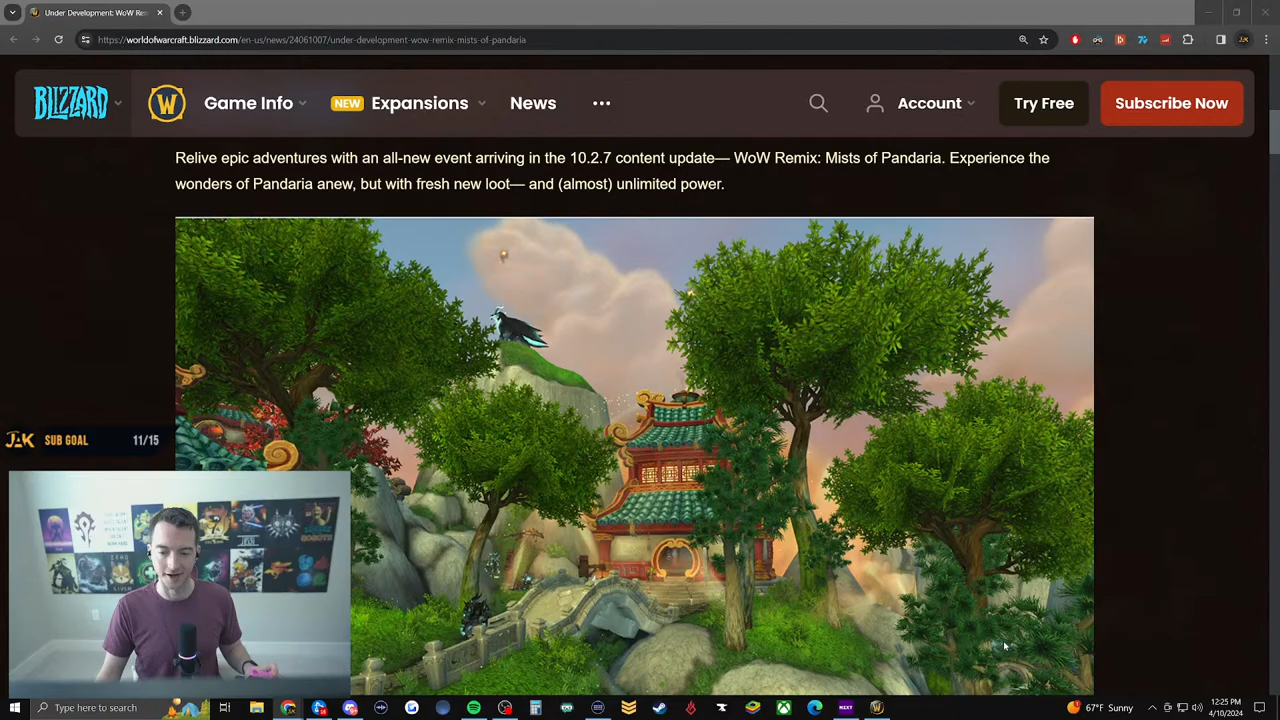 Under Development: WoW Re
https://worldofwarcraft.blizzard.com/en-us/news/24061007/under-development-wow-remix-mists-of-pandaria
BLIZZARD
W
Game Info
NEW
Expansions
News
Account
Try Free
Subscribe Now
Relive epic adventures with an all-new event arriving in the 10.2.7 content update— WoW Remix: Mists of Pandaria. Experience the
wonders of Pandaria anew, but with fresh new loot— and (almost) unlimited power.
JAK SUB GOAL 11/15
Type here to search
NEXT
67°F Sunny
12:25 PM
4/10/2024